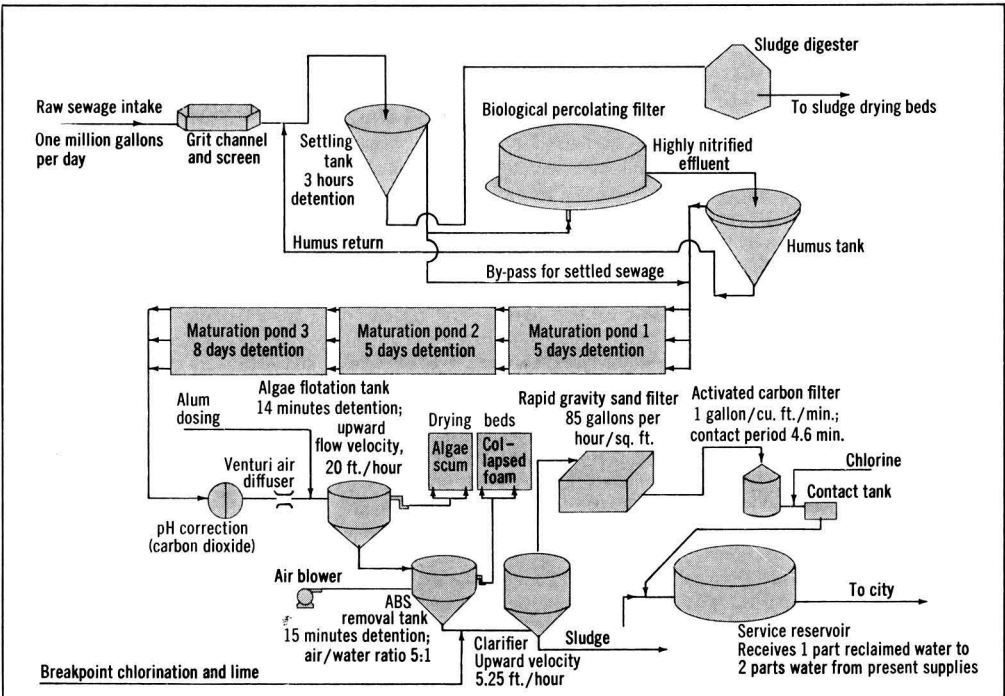 Sludge digester
To sludge drying beds
Raw sewage intake
One million gallons
per day
Grit channel
and screen
Settling
tank
3 hours
detention
Biological percolating filter
Highly nitrified
effluent
Humus tank
Humus return
By-pass for settled sewage
Maturation pond 3
8 days detention
Maturation pond 2
5 days detention
Maturation pond 1
5 days detention
Alum
dosing
Algae flotation tank
14 minutes detention;
upward
flow velocity,
20 ft./hour
Drying beds
Algae
scum
Col-
lapsed
foam
Rapid gravity sand filter
85 gallons per
hour/sq. ft.
Activated carbon filter
1 gallon/cu. ft./min.;
contact period 4.6 min.
Chlorine
Contact tank
Venturi air
diffuser
pH correction
(carbon dioxide)
Air blower
ABS
removal tank
15 minutes detention;
air/water ratio 5:1
Clarifier
Upward velocity
5.25 ft./hour
Sludge
To city
Service reservoir
Receives 1 part reclaimed water to
2 parts water from present supplies
Breakpoint chlorination and lime